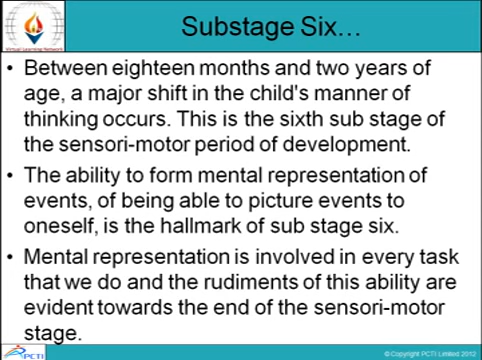 Substage Six...
Virtual Learning Network
• Between eighteen months and two years of
age, a major shift in the child's manner of
thinking occurs. This is the sixth sub stage of
the sensori-motor period of development.
• The ability to form mental representation of
events, of being able to picture events to
oneself, is the hallmark of sub stage six.
• Mental representation is involved in every task
that we do and the rudiments of this ability are
evident towards the end of the sensori-motor
stage.
PCTI
© Copyright PCTI Limited 2012